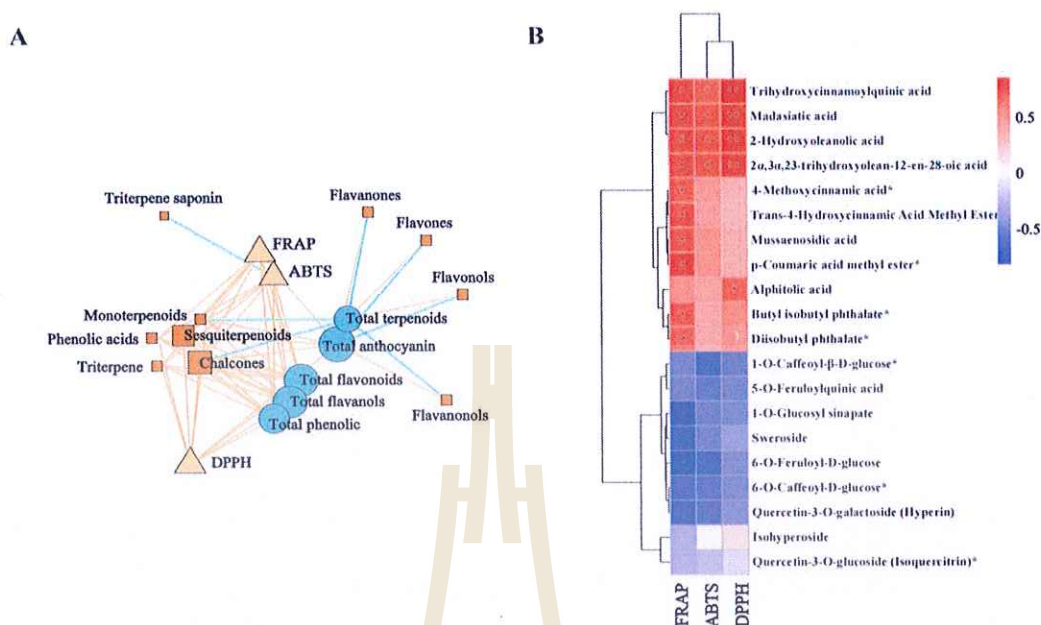 A
Triterpene saponin
Flavanones
Flavones
FRAP
ABTS
Flavonols
Monoterpenoids
Total terpenoids
Phenolic acids
Sesquiterpenoids
Total anthocyanin
Triterpene
Chalcones
Total flavonoids
Total flavanols
Flavanonols
Total phenolic
DPPH
B
Trihydroxycinnamoylquinic acid
Madasiatic acid
2-Hydroxyoleanolic acid
2α,3α,23-trihydroxyolean-12-en-28-oic acid
4-Methoxycinnamic acid*
Trans-4-Hydroxycinnamic Acid Methyl Ester
Mussaenosidic acid
p-Coumaric acid methyl ester*
Alphitolic acid
Butyl isobutyl phthalate*
Diisobutyl phthalate*
1-O-Caffeoyl-β-D-glucose*
5-O-Feruloylquinic acid
1-O-Glucosyl sinapate
Sweroside
6-O-Feruloyl-D-glucose
6-O-Caffeoyl-D-glucose*
Quercetin-3-O-galactoside (Hyperin)
Isohyperoside
Quercetin-3-O-glucoside (Isoquercitrin)*
FRAP
ABTS
DPPH
0.5
0
-0.5